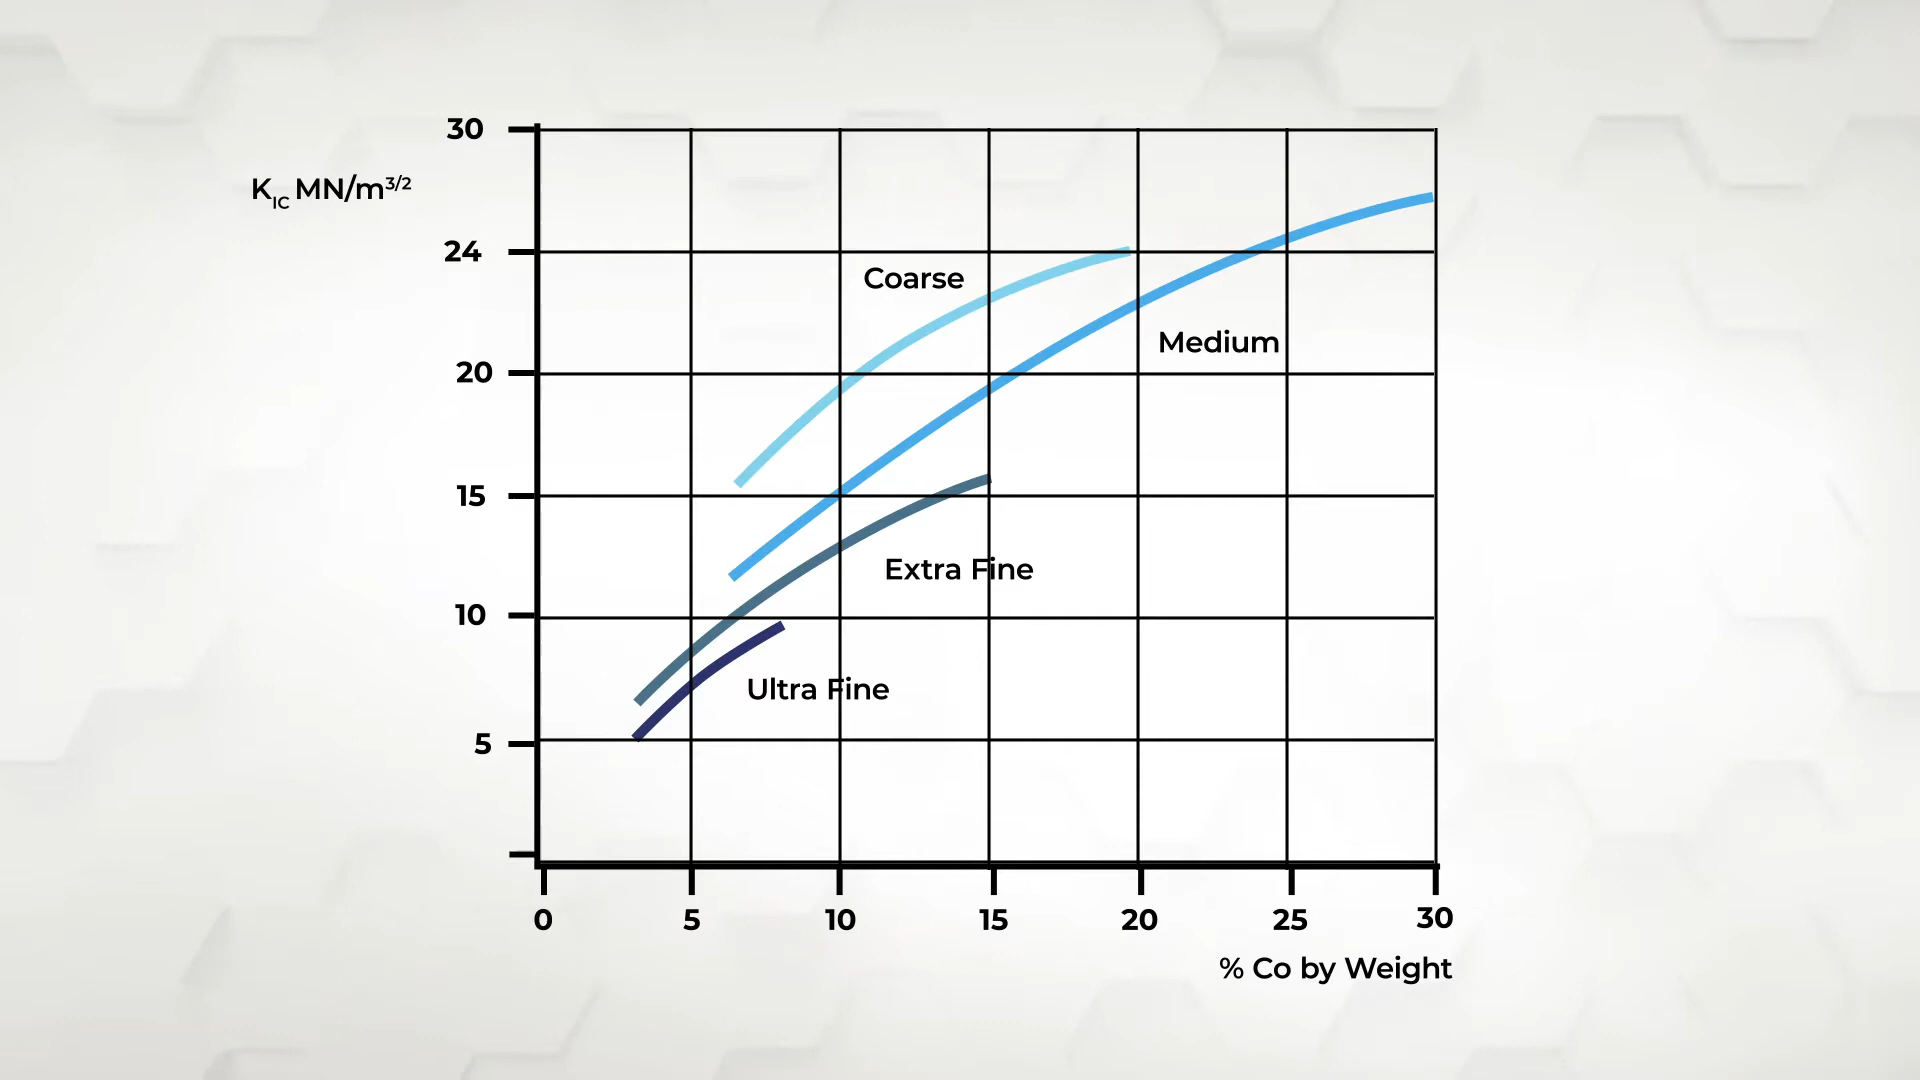 30
K_IC MN/m^3/2
24
Coarse
Medium
20
15
Extra Fine
10
Ultra Fine
5
0 5 10 15 20 25 30
% Co by Weight